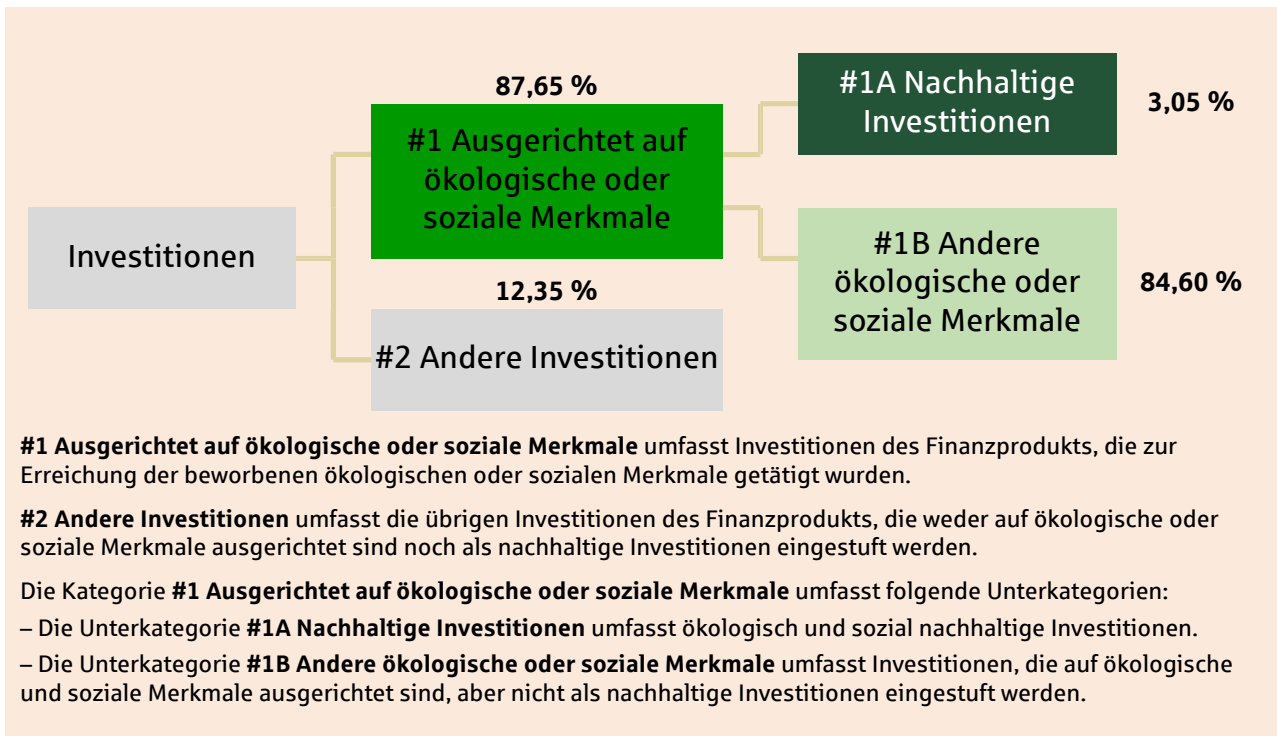 87,65 %
#1 Ausgerichtet auf
ökologische oder
soziale Merkmale
#1A Nachhaltige
Investitionen
3,05 %
Investitionen
#1B Andere
ökologische oder
soziale Merkmale
84,60 %
12,35 %
#2 Andere Investitionen
#1 Ausgerichtet auf ökologische oder soziale Merkmale umfasst Investitionen des Finanzprodukts, die zur
Erreichung der beworbenen ökologischen oder sozialen Merkmale getätigt wurden.
#2 Andere Investitionen umfasst die übrigen Investitionen des Finanzprodukts, die weder auf ökologische oder
soziale Merkmale ausgerichtet sind noch als nachhaltige Investitionen eingestuft werden.
Die Kategorie #1 Ausgerichtet auf ökologische oder soziale Merkmale umfasst folgende Unterkategorien:
– Die Unterkategorie #1A Nachhaltige Investitionen umfasst ökologisch und sozial nachhaltige Investitionen.
– Die Unterkategorie #1B Andere ökologische oder soziale Merkmale umfasst Investitionen, die auf ökologische
und soziale Merkmale ausgerichtet sind, aber nicht als nachhaltige Investitionen eingestuft werden.